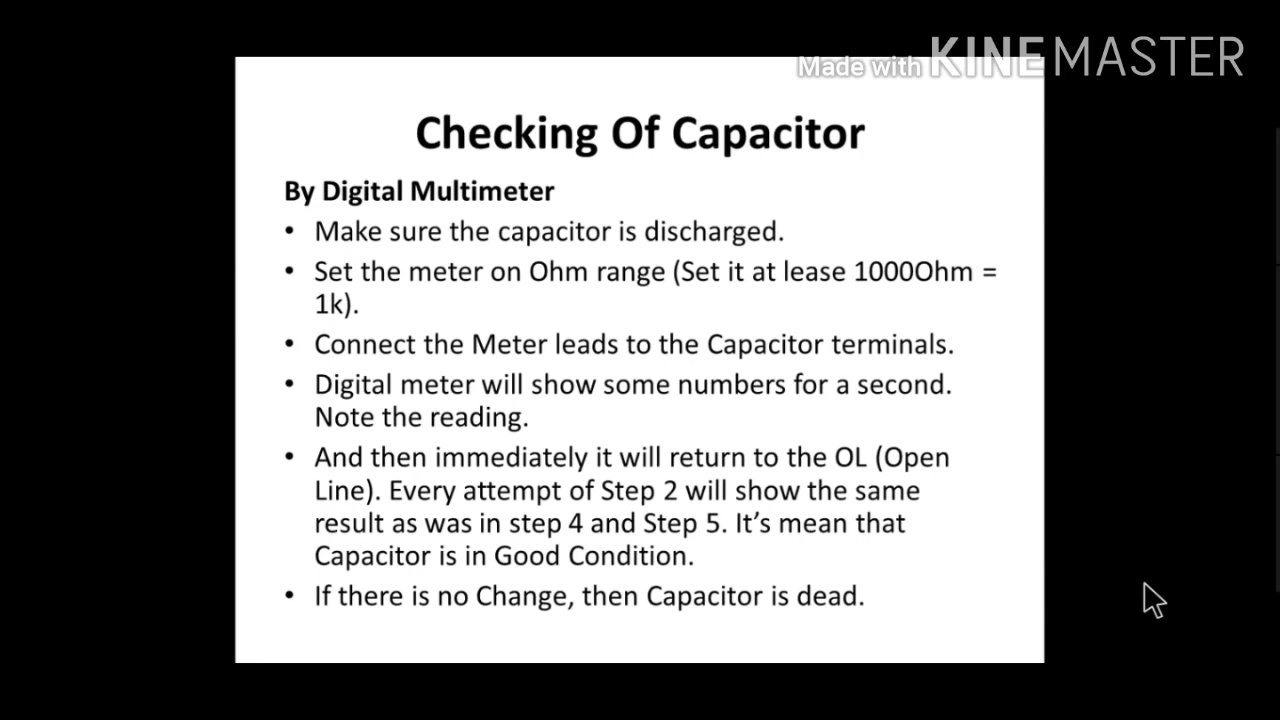 Made with KINEMASTER
Checking Of Capacitor
By Digital Multimeter
• Make sure the capacitor is discharged.
• Set the meter on Ohm range (Set it at lease 1000Ohm =
1k).
• Connect the Meter leads to the Capacitor terminals.
• Digital meter will show some numbers for a second.
Note the reading.
• And then immediately it will return to the OL (Open
Line). Every attempt of Step 2 will show the same
result as was in step 4 and Step 5. It’s mean that
Capacitor is in Good Condition.
• If there is no Change, then Capacitor is dead.